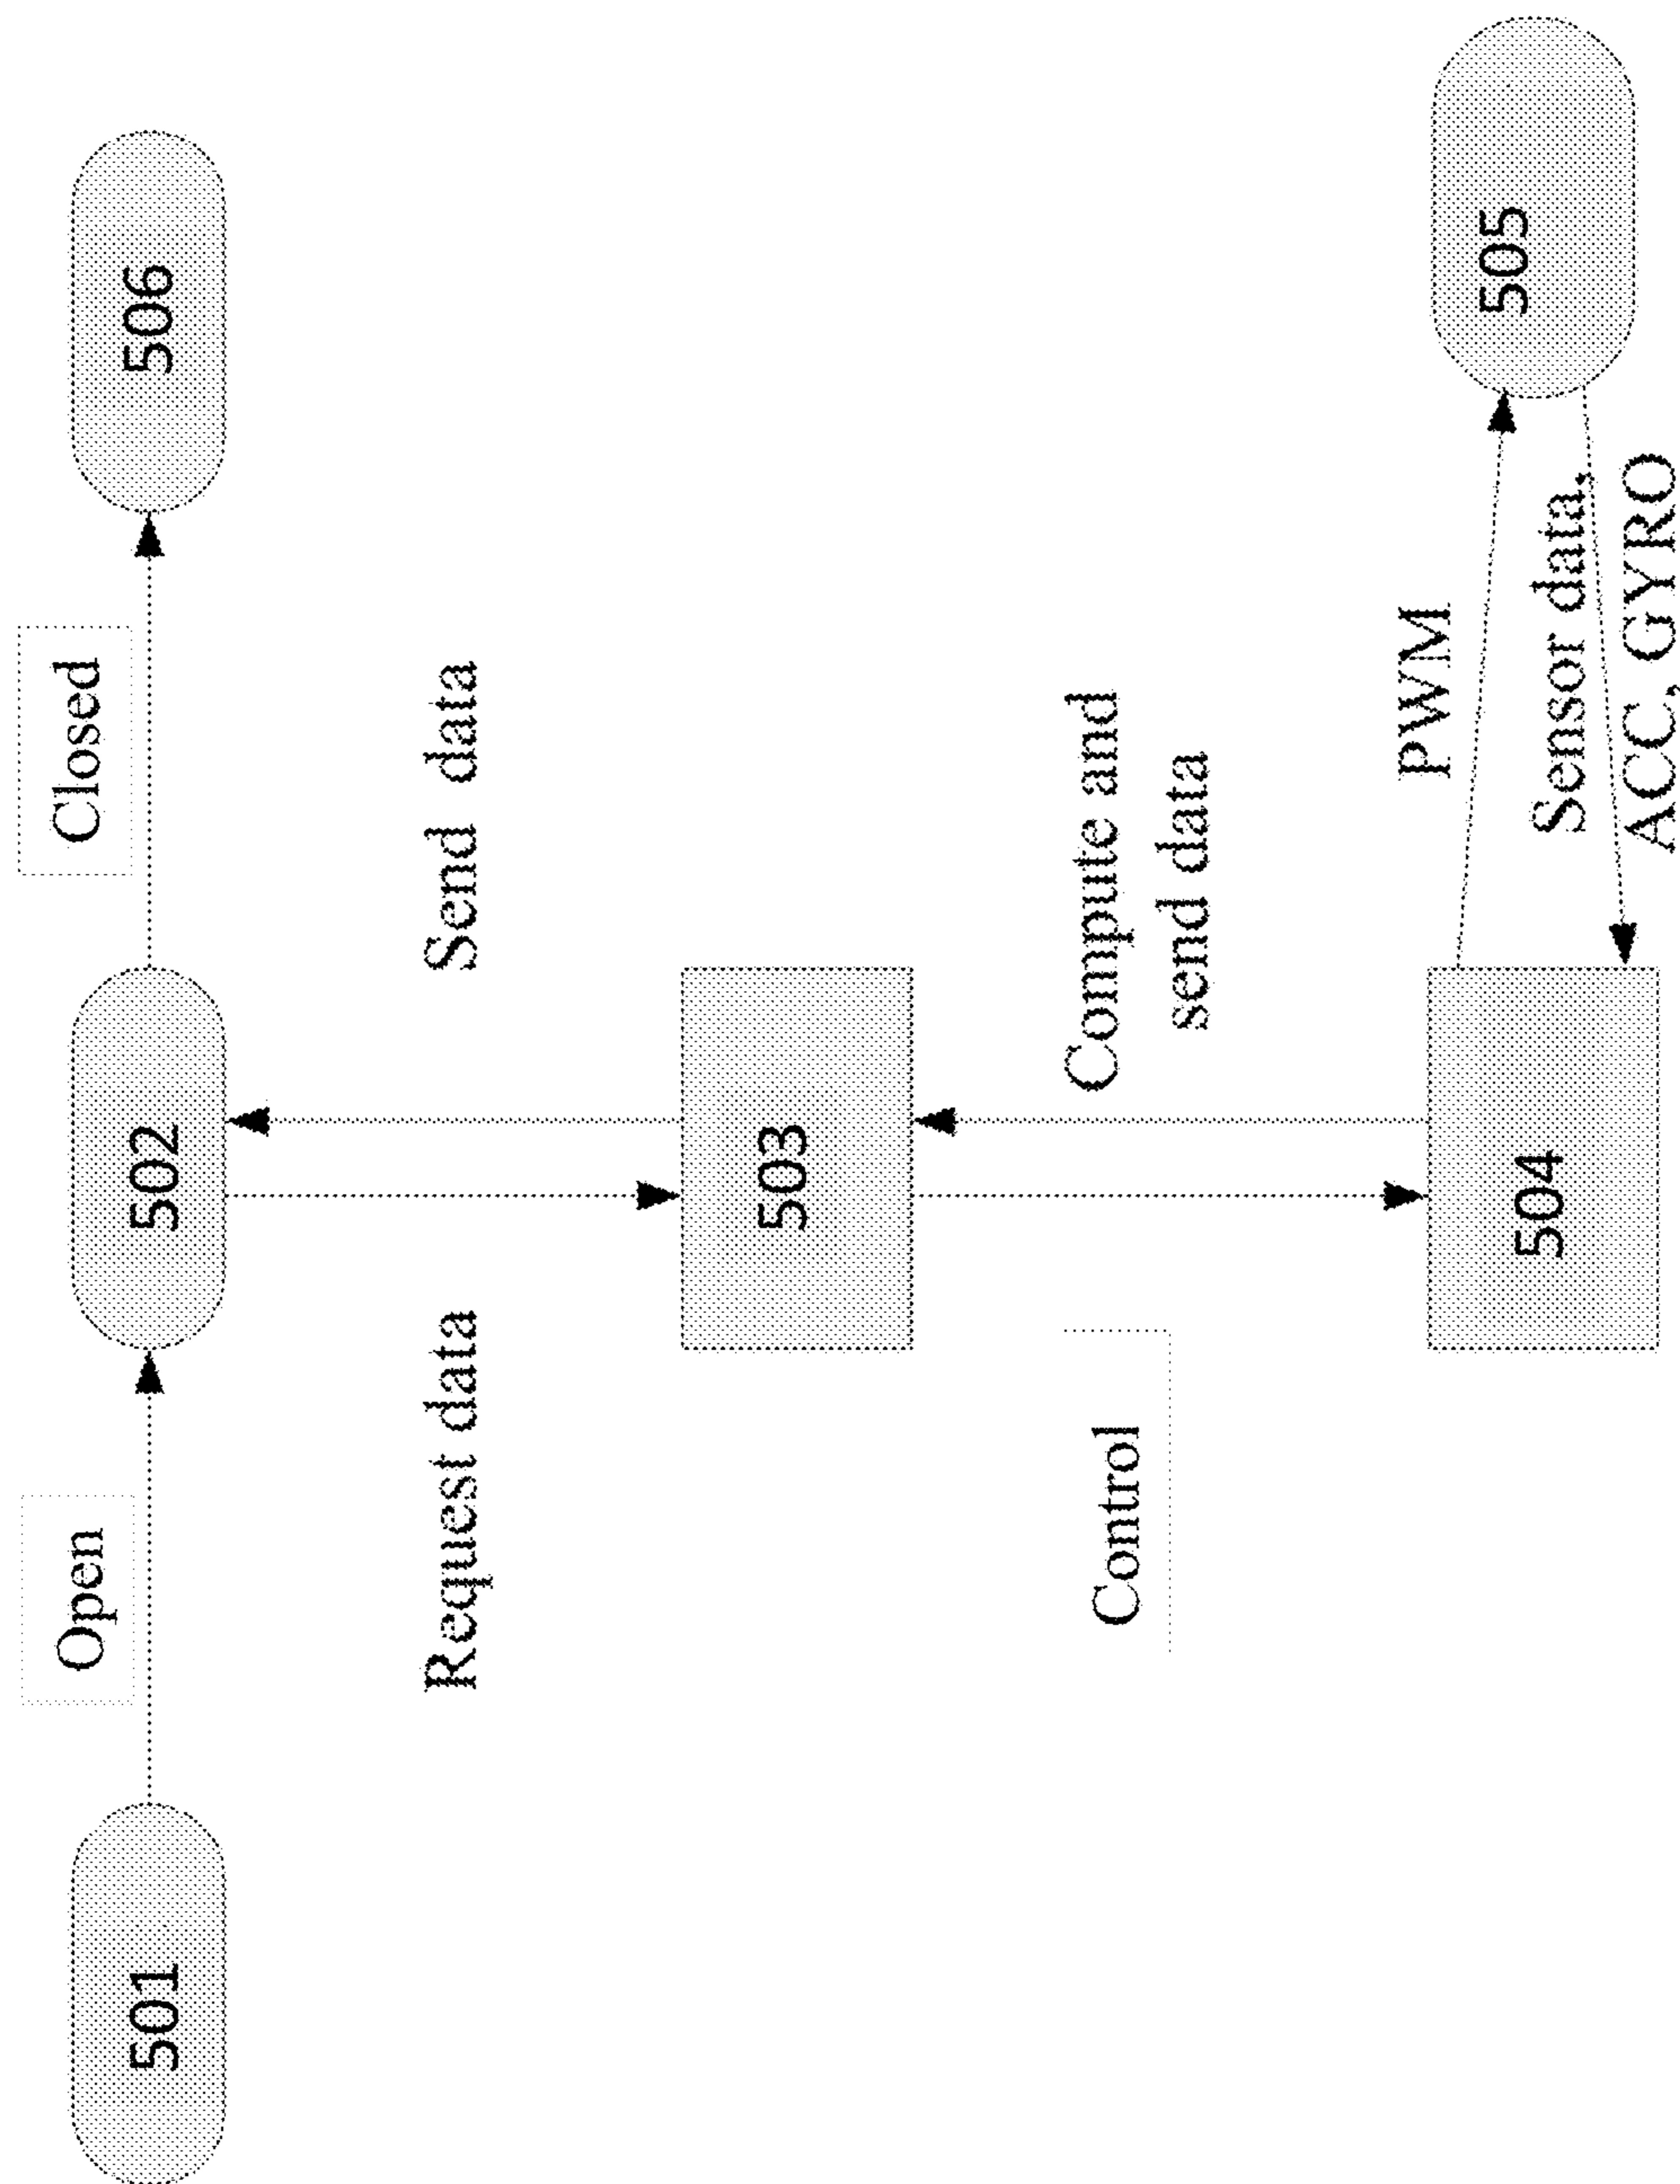 501
Open
502
Closed
506
Request data
Send data
503
Control
Compute and
send data
504
PWM
Sensor data,
ACC, GYRO
505